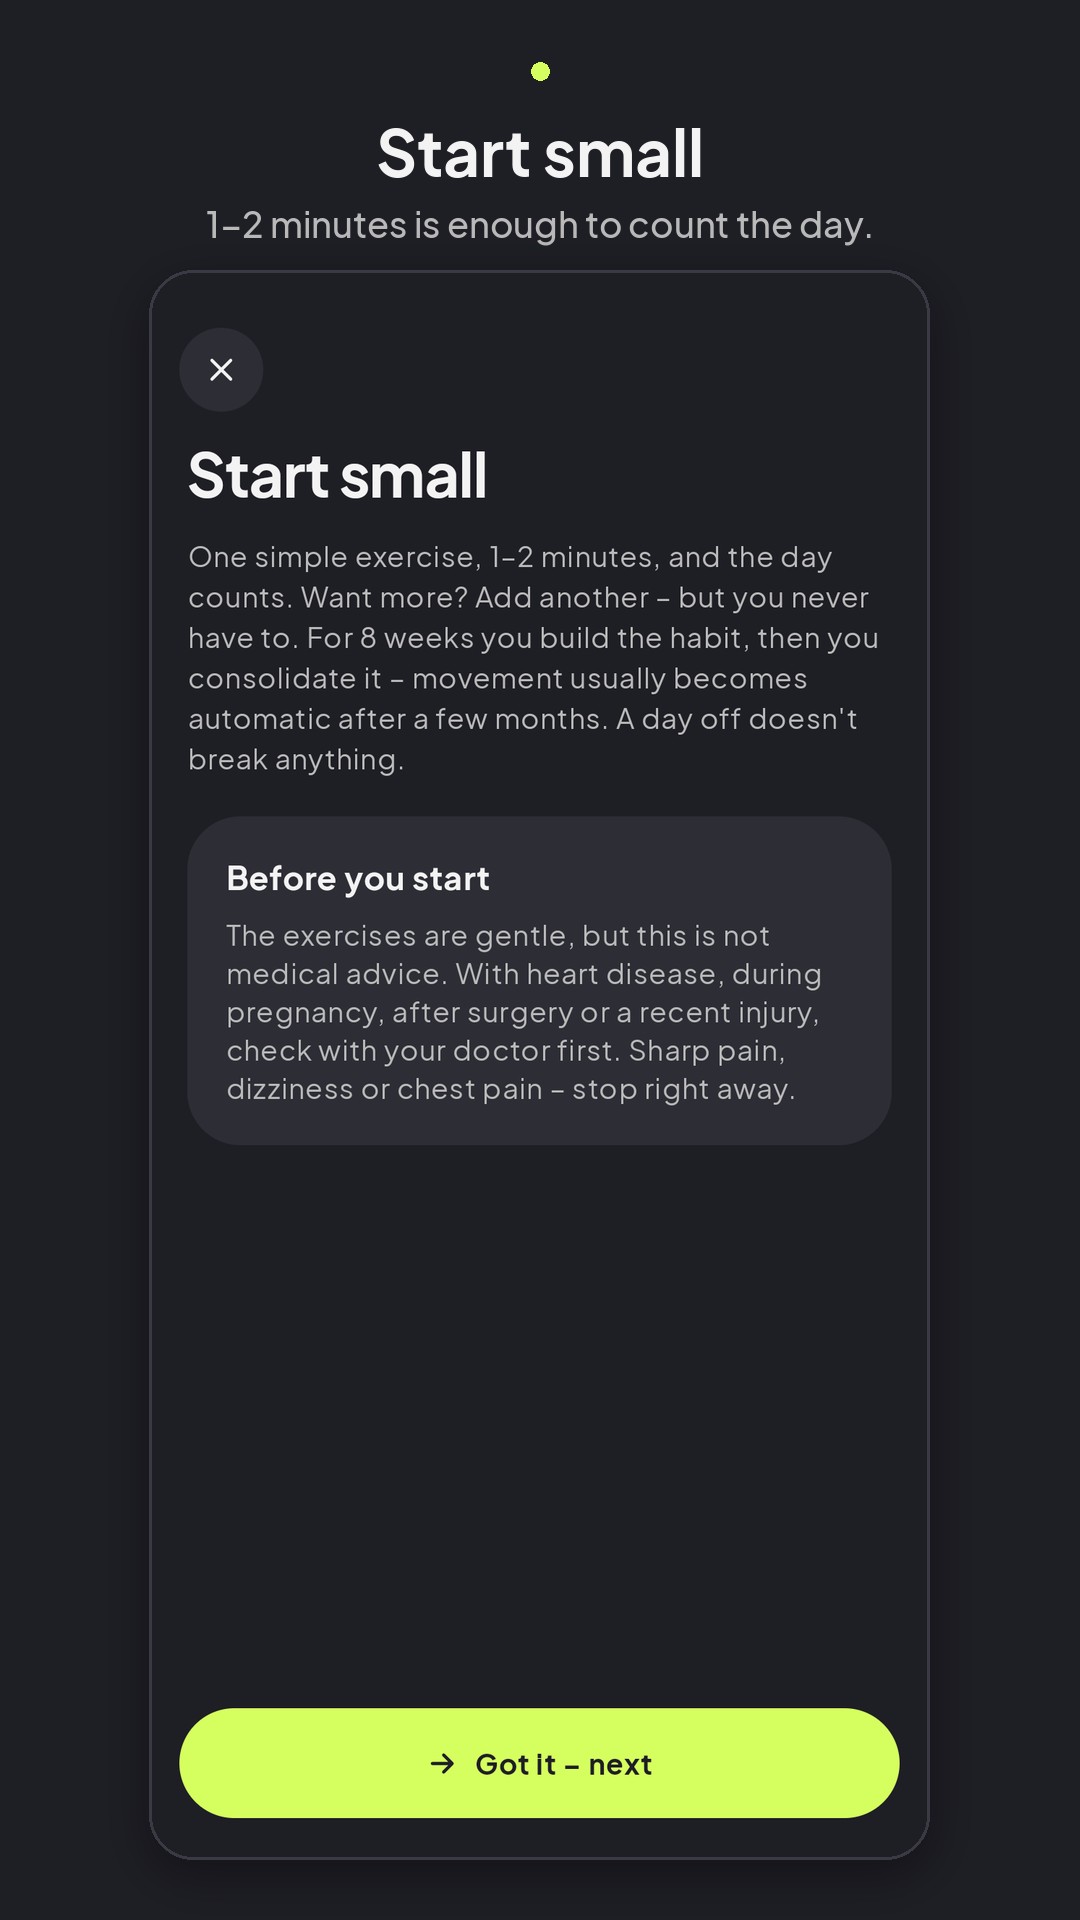 Start small
1–2 minutes is enough to count the day.
Start small
One simple exercise, 1–2 minutes, and the day
counts. Want more? Add another – but you never
have to. For 8 weeks you build the habit, then you
consolidate it – movement usually becomes
automatic after a few months. A day off doesn't
break anything.
Before you start
The exercises are gentle, but this is not
medical advice. With heart disease, during
pregnancy, after surgery or a recent injury,
check with your doctor first. Sharp pain,
dizziness or chest pain – stop right away.
Got it – next